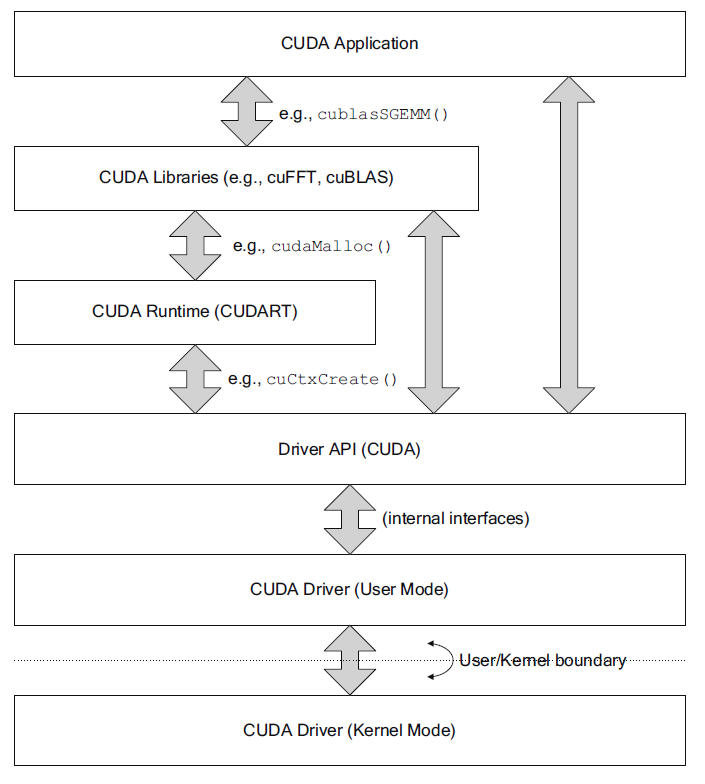 CUDA Application
e.g., cublasSGEMM()
CUDA Libraries (e.g., cuFFT, cuBLAS)
e.g., cudaMalloc()
CUDA Runtime (CUDART)
e.g., cuCtxCreate()
Driver API (CUDA)
(internal interfaces)
CUDA Driver (User Mode)
User/Kernel boundary
CUDA Driver (Kernel Mode)